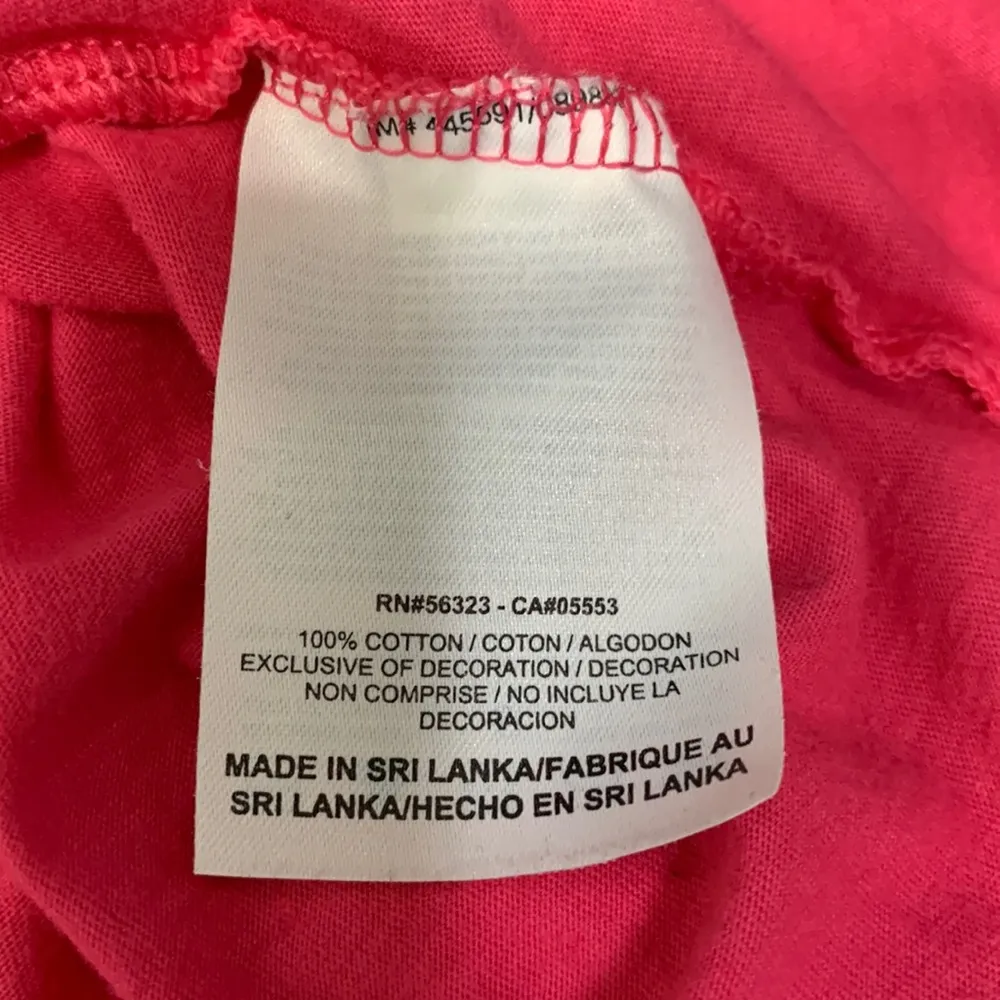 RN#56323 - CA#05553
100% COTTON / COTON / ALGODON
EXCLUSIVE OF DECORATION / DECORATION
NON COMPRISE / NO INCLUYE LA
DECORACION
MADE IN SRI LANKA/FABRIQUE AU
SRI LANKA/HECHO EN SRI LANKA